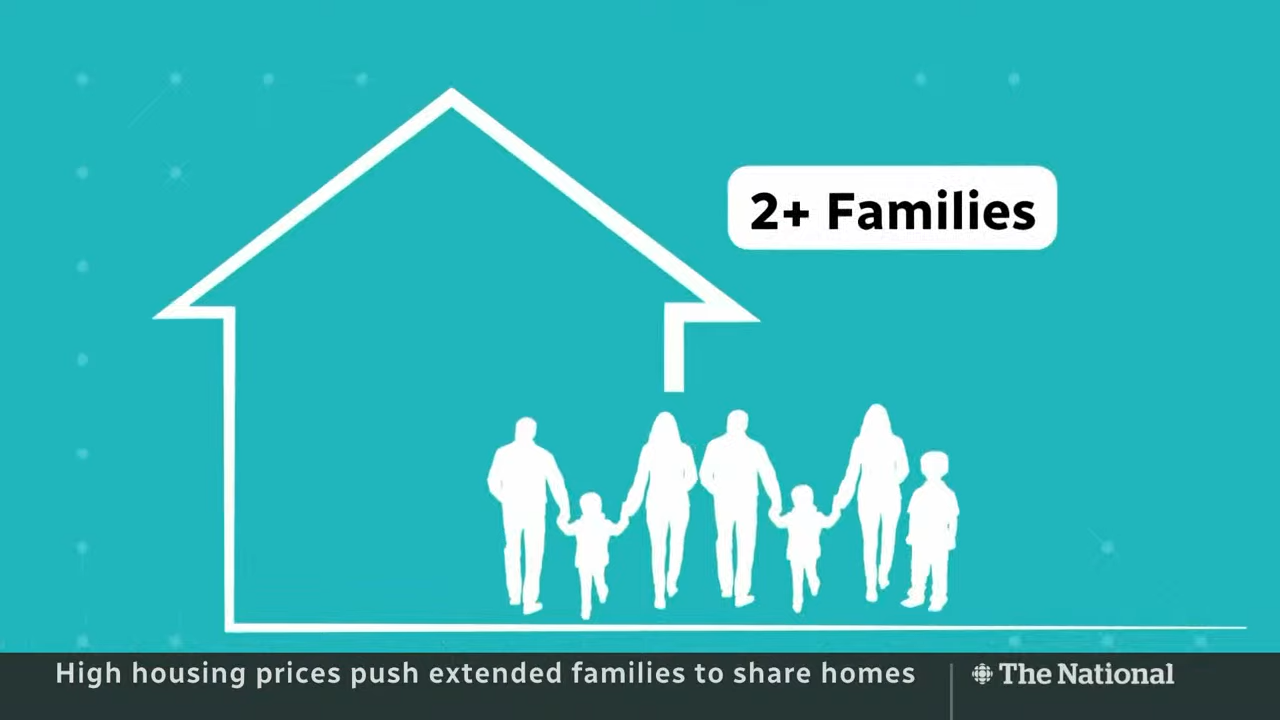 2+ Families
High housing prices push extended families to share homes
The National